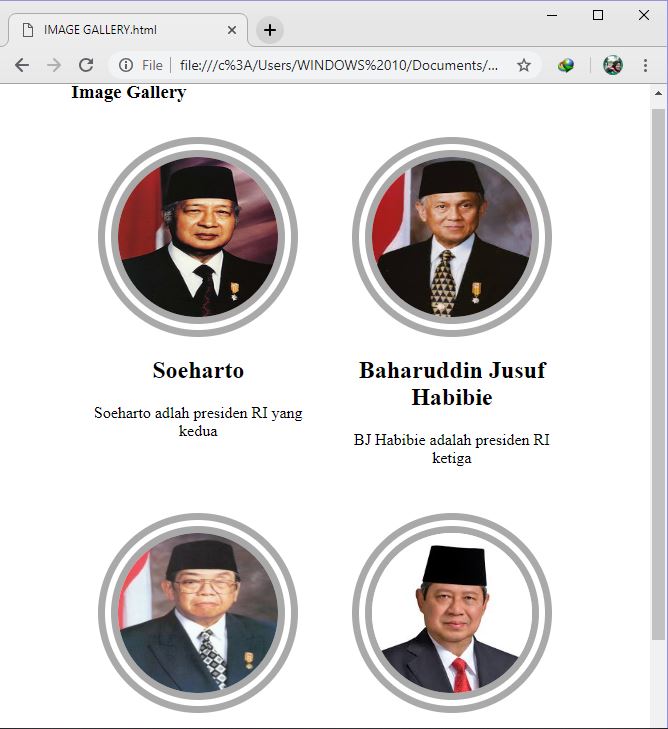 IMAGE GALLERY.html
File
file:///c%3A/Users/WINDOWS%2010/Documents/...
Image Gallery
Soeharto
Soeharto adlah presiden RI yang
kedua
Baharuddin Jusuf
Habibie
BJ Habibie adalah presiden RI
ketiga